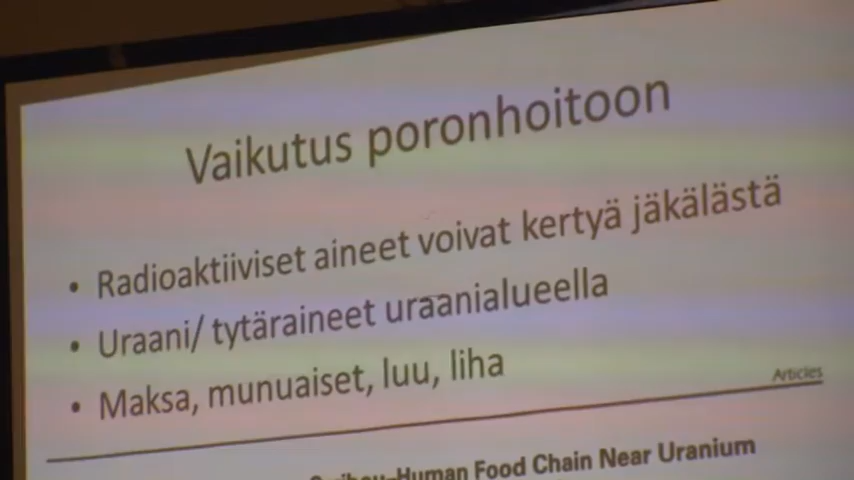 Vaikutus poronhoitoon
• Radioaktiiviset aineet voivat kertyä jäkälästä
• Uraani/ tytäraineet uraanialueella
• Maksa, munuaiset, luu, liha
Articles
Human Food Chain Near Uranium